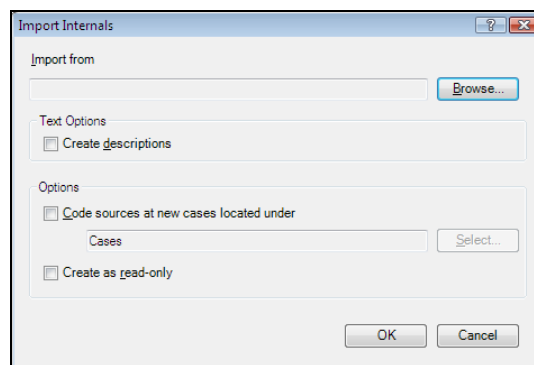 Import Internals
Import from
Browse...
Text Options
Create descriptions
Options
Code sources at new cases located under
Cases
Select...
Create as read-only
OK Cancel